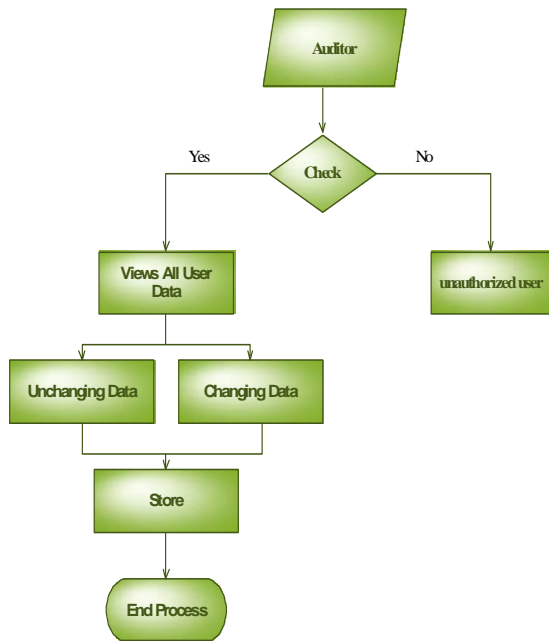 Auditor
Yes
No
Check
Views All User
Data
unauthorized user
Unchanging Data
Changing Data
Store
End Process